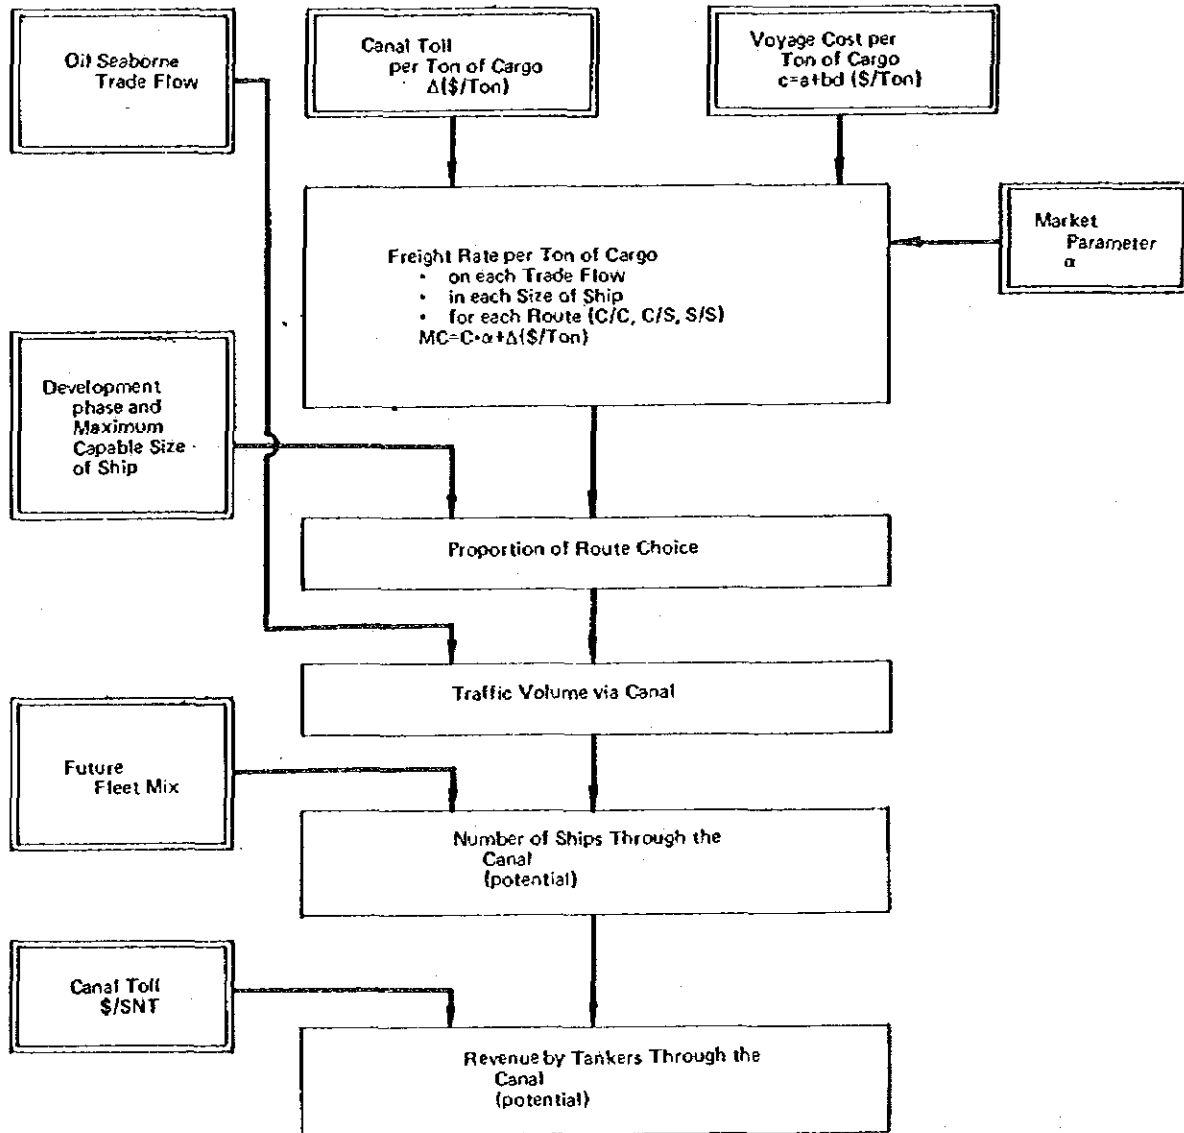 Oil Seaborne
Trade Flow
Canal Toll
per Ton of Cargo
Δ($/Ton)
Voyage Cost per
Ton of Cargo
c=a+bd ($/Ton)
Market
Parameter
α
Freight Rate per Ton of Cargo
• on each Trade Flow
• in each Size of Ship
• for each Route (C/C, C/S, S/S)
MC=C•α+Δ($/Ton)
Development
phase and
Maximum
Capable Size
of Ship
Proportion of Route Choice
Traffic Volume via Canal
Future
Fleet Mix
Number of Ships Through the
Canal
(potential)
Canal Toll
$/SNT
Revenue by Tankers Through the
Canal
(potential)